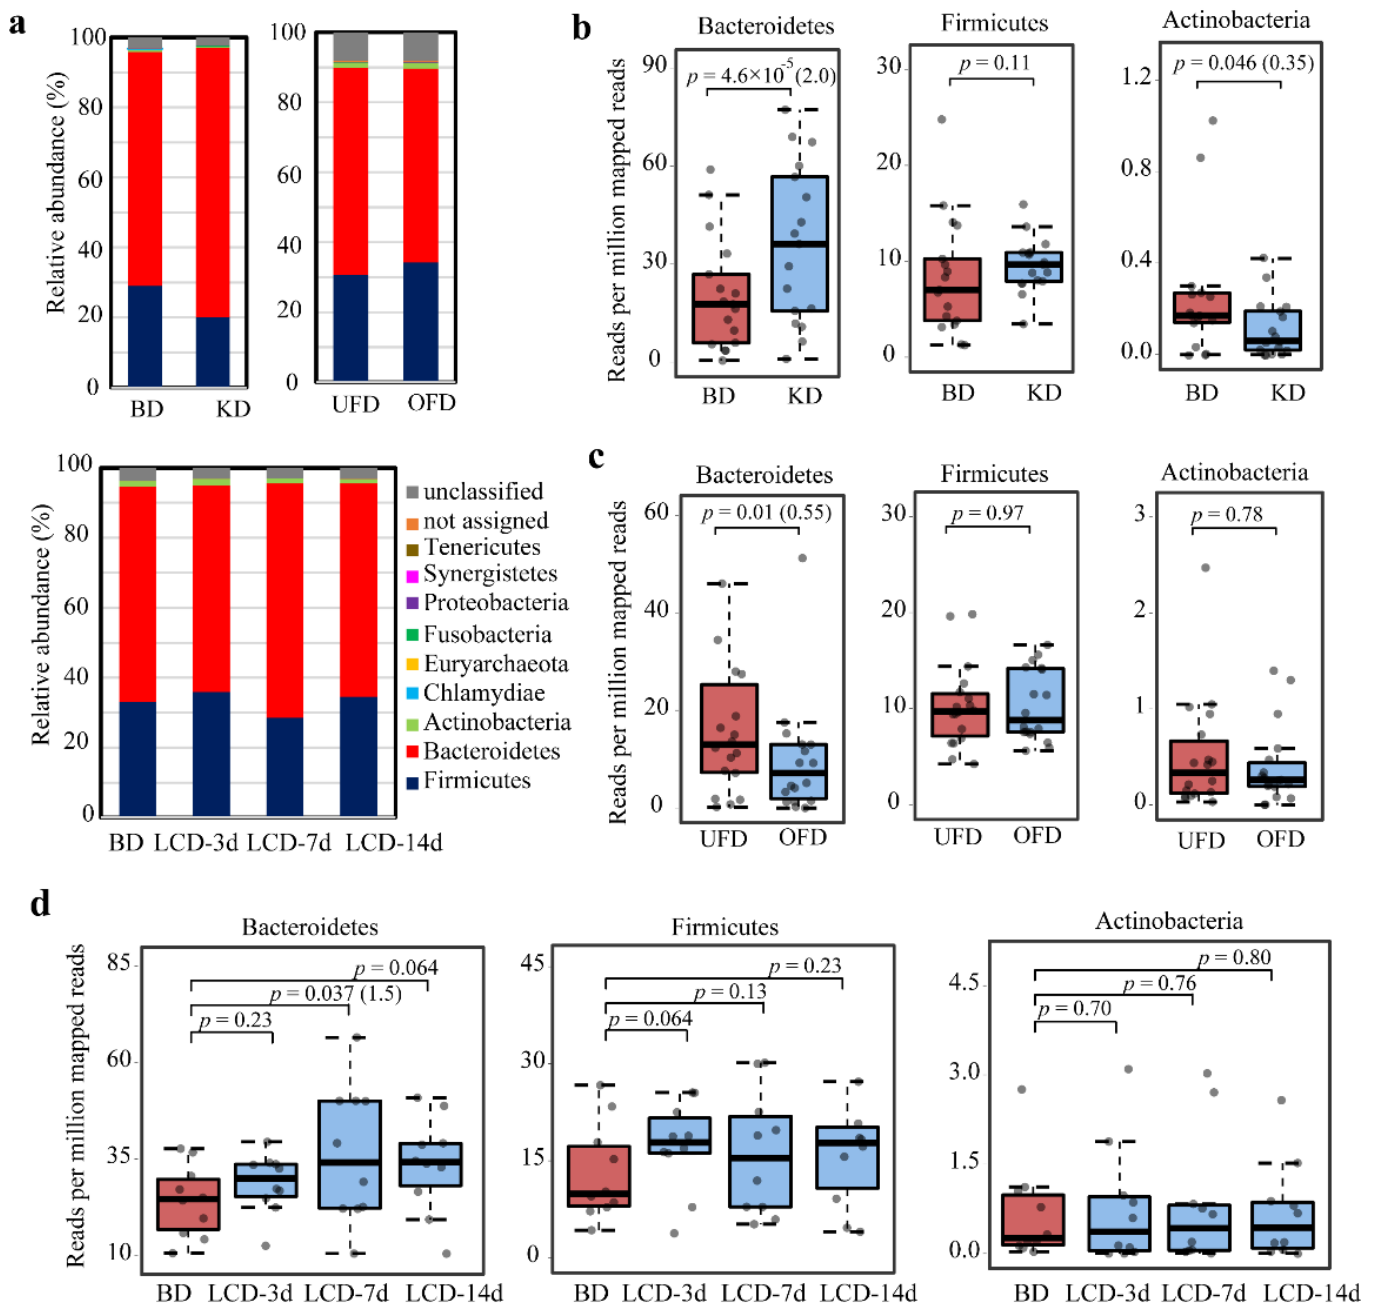 a
100
80
60
40
20
0
Relative abundance (%)
BD KD
100
80
60
40
20
0
UFD OFD
100
80
60
40
20
0
Relative abundance (%)
BD LCD-3d LCD-7d LCD-14d
unclassified
not assigned
Tenericutes
Synergistetes
Proteobacteria
Fusobacteria
Euryarchaeota
Chlamydiae
Actinobacteria
Bacteroidetes
Firmicutes
b
Reads per million mapped reads
Bacteroidetes
p = 4.6×10⁻⁵(2.0)
90
60
30
0
BD KD
Firmicutes
p = 0.11
30
20
10
0
BD KD
Actinobacteria
p = 0.046 (0.35)
1.2
0.8
0.4
0.0
BD KD
c
Reads per million mapped reads
Bacteroidetes
p = 0.01 (0.55)
60
40
20
0
UFD OFD
Firmicutes
p = 0.97
30
20
10
0
UFD OFD
Actinobacteria
p = 0.78
3
2
1
0
UFD OFD
d
Reads per million mapped reads
Bacteroidetes
p = 0.064
p = 0.037 (1.5)
p = 0.23
85
60
35
10
BD LCD-3d LCD-7d LCD-14d
Firmicutes
p = 0.23
p = 0.13
p = 0.064
45
30
15
0
BD LCD-3d LCD-7d LCD-14d
Actinobacteria
p = 0.80
p = 0.76
p = 0.70
4.5
3.0
1.5
0.0
BD LCD-3d LCD-7d LCD-14d